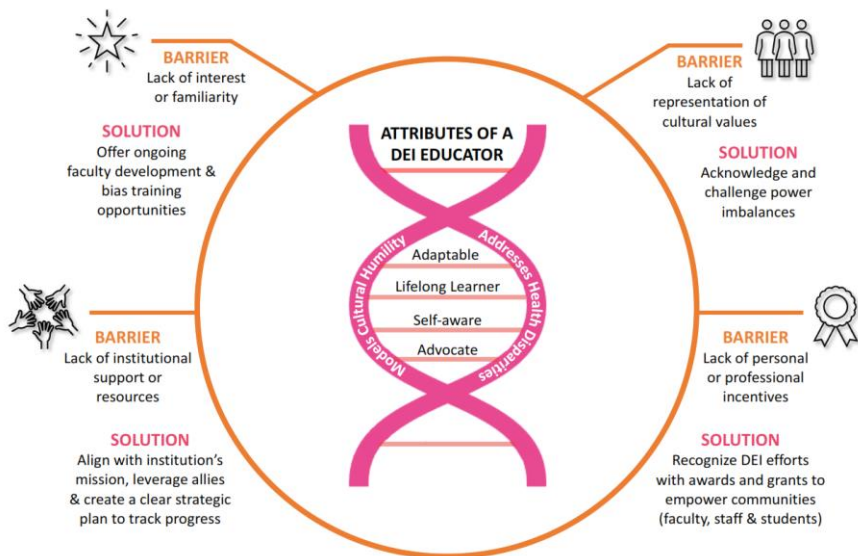 BARRIER
Lack of interest
or familiarity
SOLUTION
Offer ongoing
faculty development &
bias training
opportunities
BARRIER
Lack of
representation of
cultural values
SOLUTION
Acknowledge and
challenge power
imbalances
ATTRIBUTES OF A
DEI EDUCATOR
Models Cultural Humility
Addresses Health Disparities
Adaptable
Lifelong Learner
Self-aware
Advocate
BARRIER
Lack of institutional
support or
resources
SOLUTION
Align with institution’s
mission, leverage allies
& create a clear strategic
plan to track progress
BARRIER
Lack of personal
or professional
incentives
SOLUTION
Recognize DEI efforts
with awards and grants to
empower communities
(faculty, staff & students)